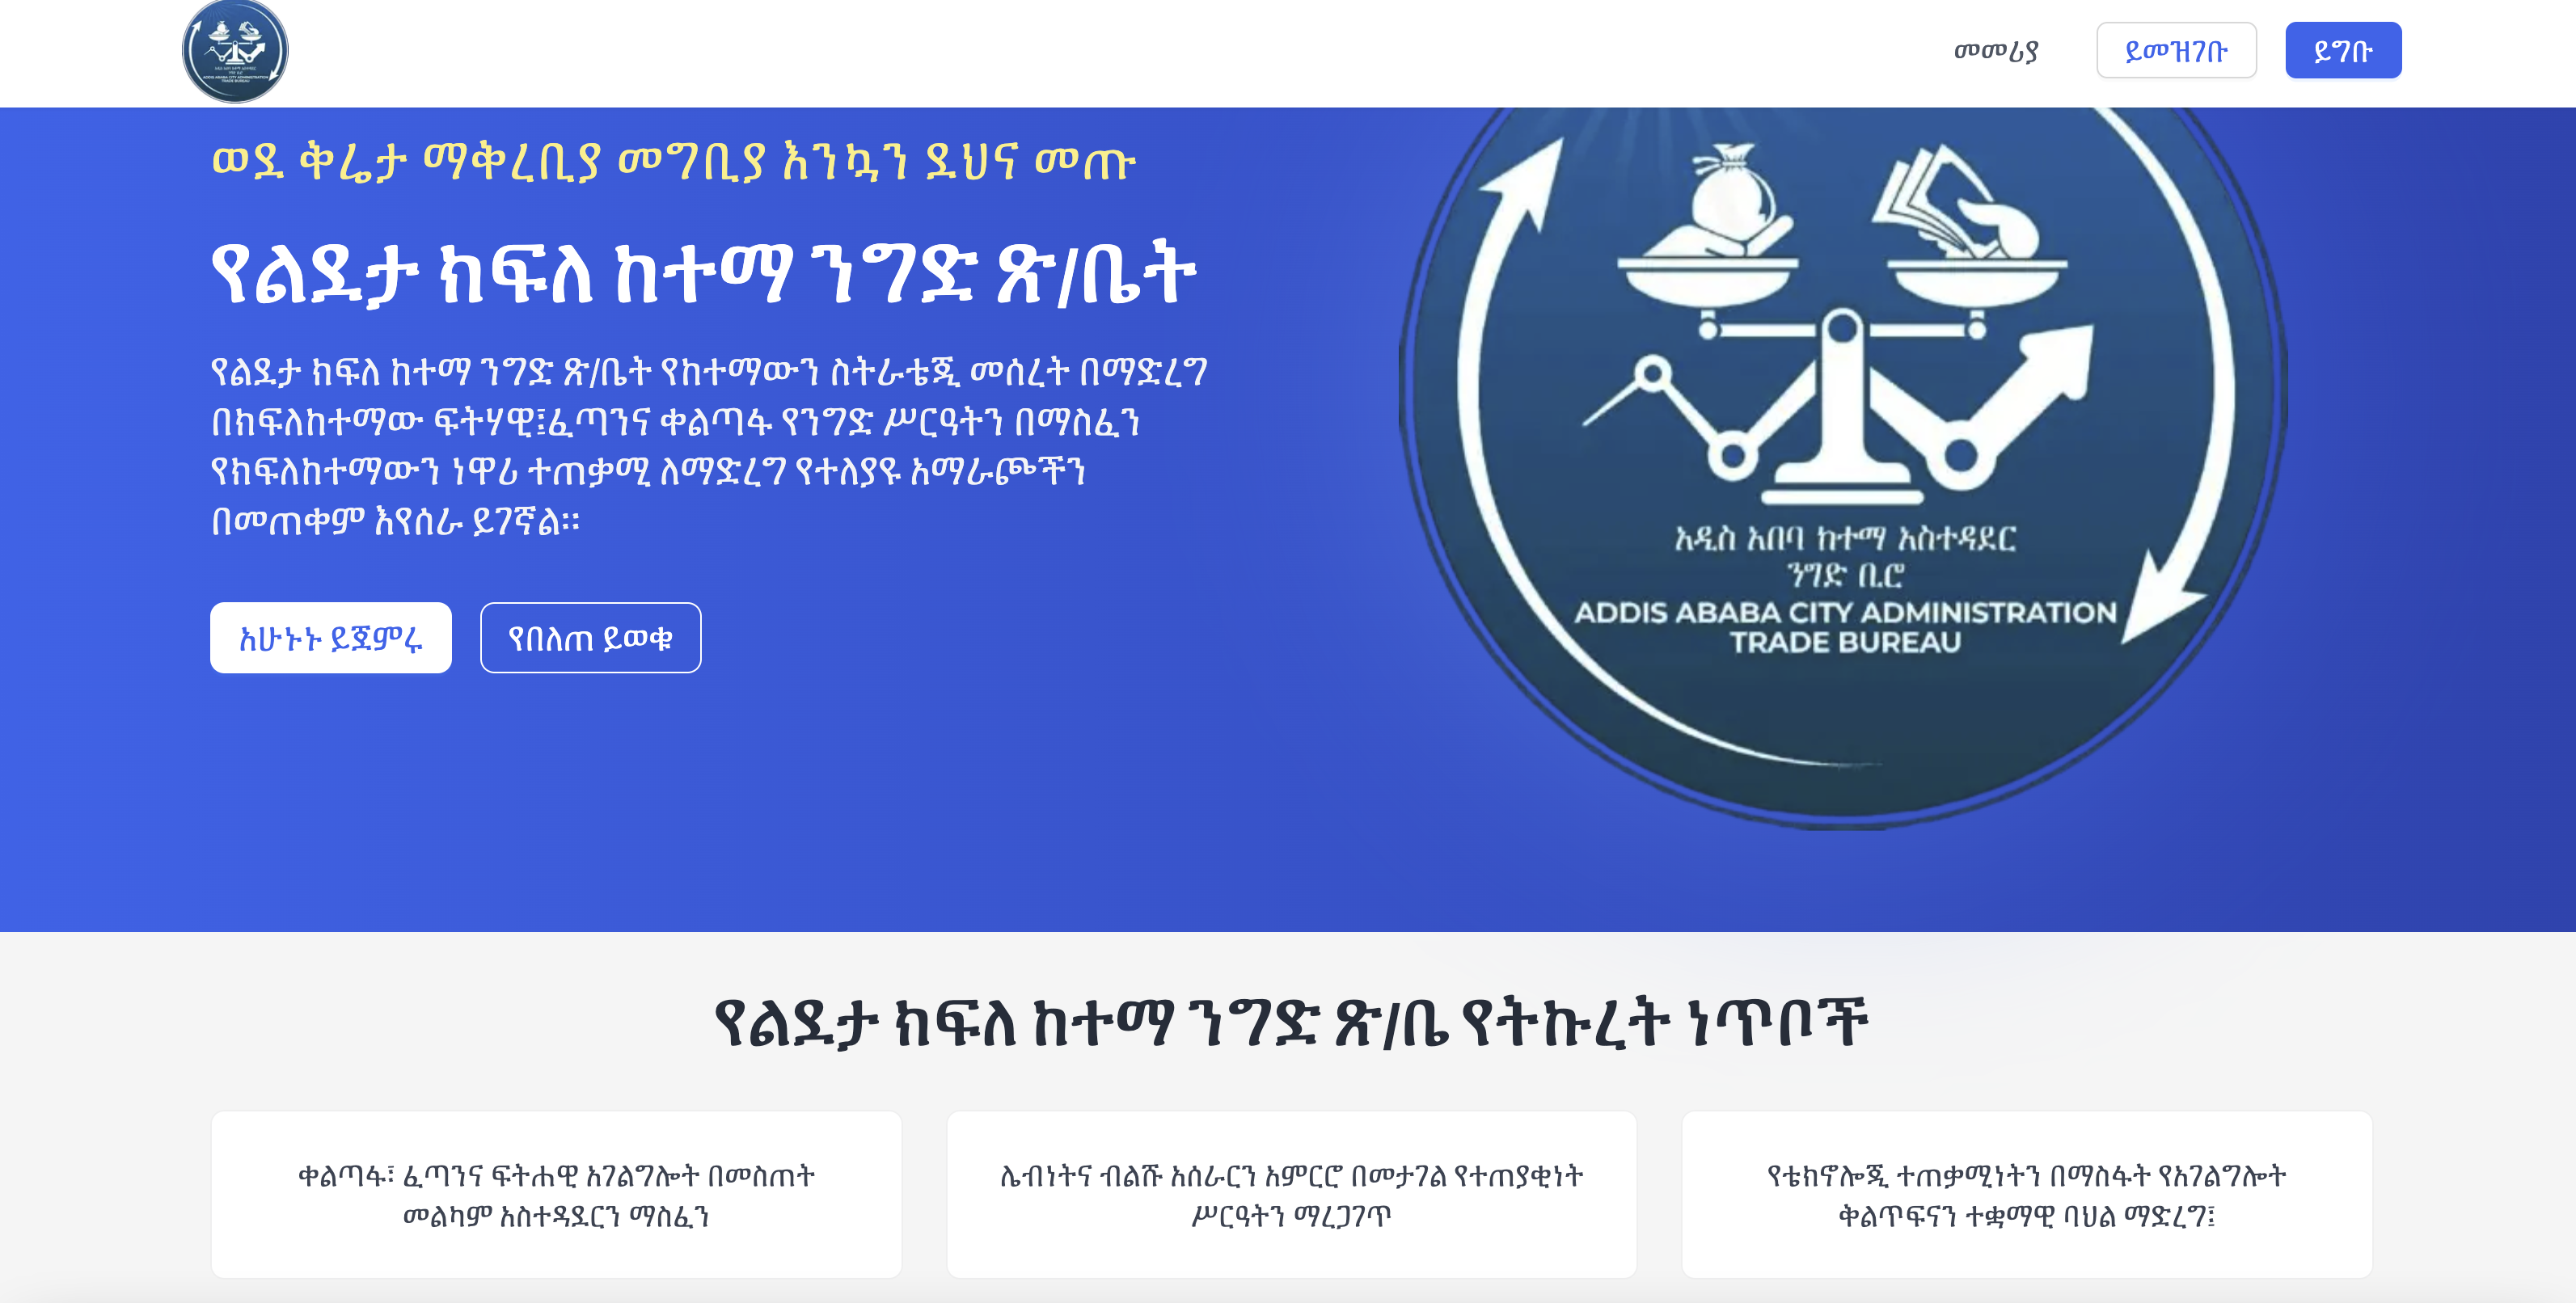 መመሪያ
ይመዝገቡ
ይግቡ
ወደ ቅሬታ ማቅረቢያ መግቢያ እንኳን ደህና መጡ
የልደታ ክፍለ ከተማ ንግድ ጽ/ቤት
የልደታ ክፍለ ከተማ ንግድ ጽ/ቤት የከተማውን ስትራቴጂ መሰረት በማድረግ
በክፍለከተማው ፍትሃዊ፤ፈጣንና ቀልጣፋ የንግድ ሥርዓትን በማስፈን
የክፍለከተማውን ነዋሪ ተጠቃሚ ለማድረግ የተለያዩ አማራጮችን
በመጠቀም እየሰራ ይገኛል።
አሁኑኑ ይጀምሩ
የበለጠ ይወቁ
አዲስ አበባ ከተማ አስተዳደር
ንግድ ቢሮ
ADDIS ABABA CITY ADMINISTRATION
TRADE BUREAU
የልደታ ክፍለ ከተማ ንግድ ጽ/ቤ የትኩረት ነጥቦች
ቀልጣፋ፣ ፈጣንና ፍትሐዊ አገልግሎት በመስጠት
መልካም አስተዳደርን ማስፈን
ሌብነትና ብልሹ አሰራርን አምርሮ በመታገል የተጠያቂነት
ሥርዓትን ማረጋገጥ
የቴክኖሎጂ ተጠቃሚነትን በማስፋት የአገልግሎት
ቅልጥፍናን ተቋማዊ ባህል ማድረግ፤